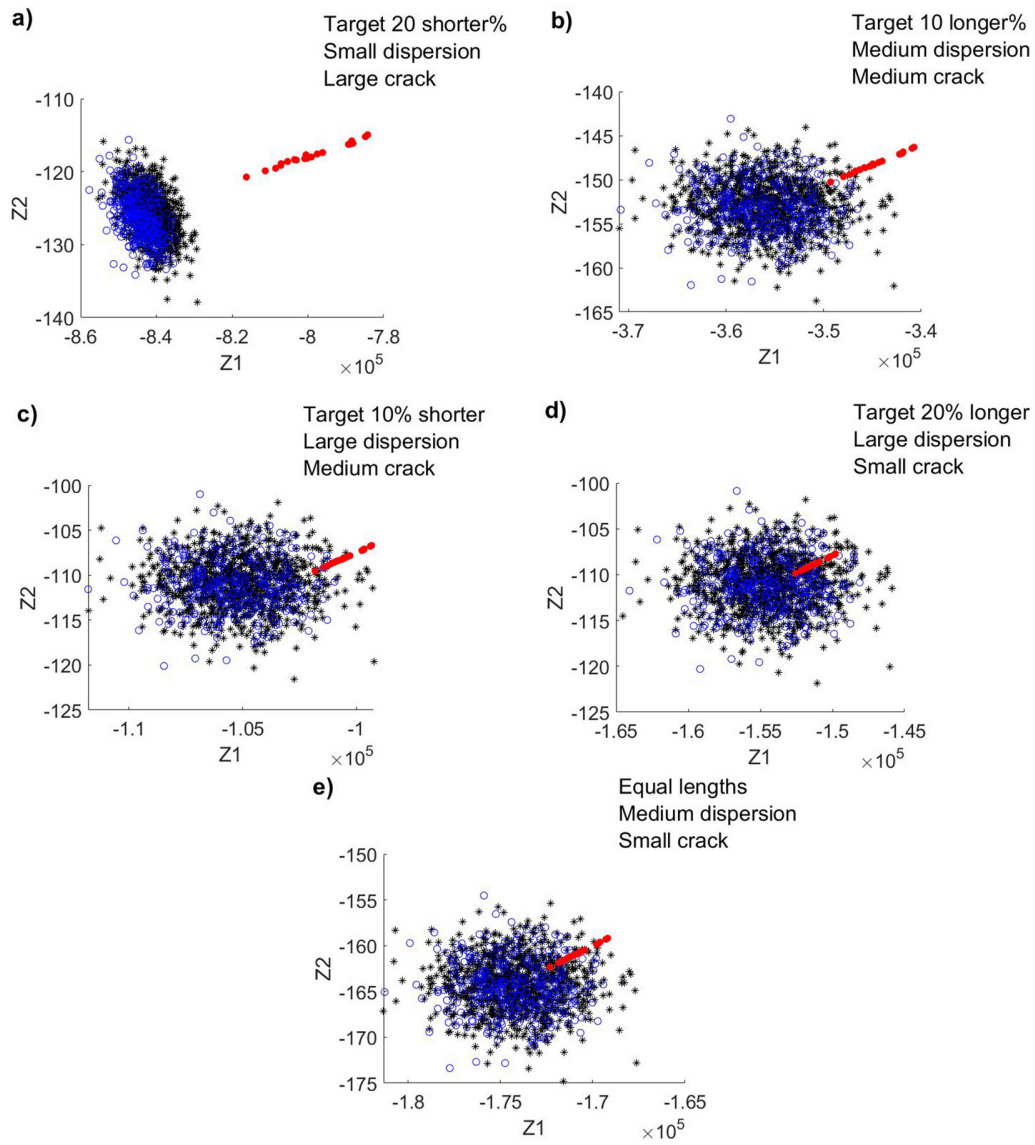 a)
Target 20 shorter%
Small dispersion
Large crack
-110
-120
-130
-140
Z2
-8.6
-8.4
-8.2
-8
-7.8
Z1
×10^5
b)
Target 10 longer%
Medium dispersion
Medium crack
-140
-145
-150
-155
-160
-165
Z2
-3.7
-3.6
-3.5
-3.4
Z1
×10^5
c)
Target 10% shorter
Large dispersion
Medium crack
-100
-105
-110
-115
-120
-125
Z2
-1.1
-1.05
-1
Z1
×10^5
d)
Target 20% longer
Large dispersion
Small crack
-100
-105
-110
-115
-120
-125
Z2
-1.65
-1.6
-1.55
-1.5
-1.45
Z1
×10^5
e)
Equal lengths
Medium dispersion
Small crack
-150
-155
-160
-165
-170
-175
Z2
-1.8
-1.75
-1.7
-1.65
Z1
×10^5